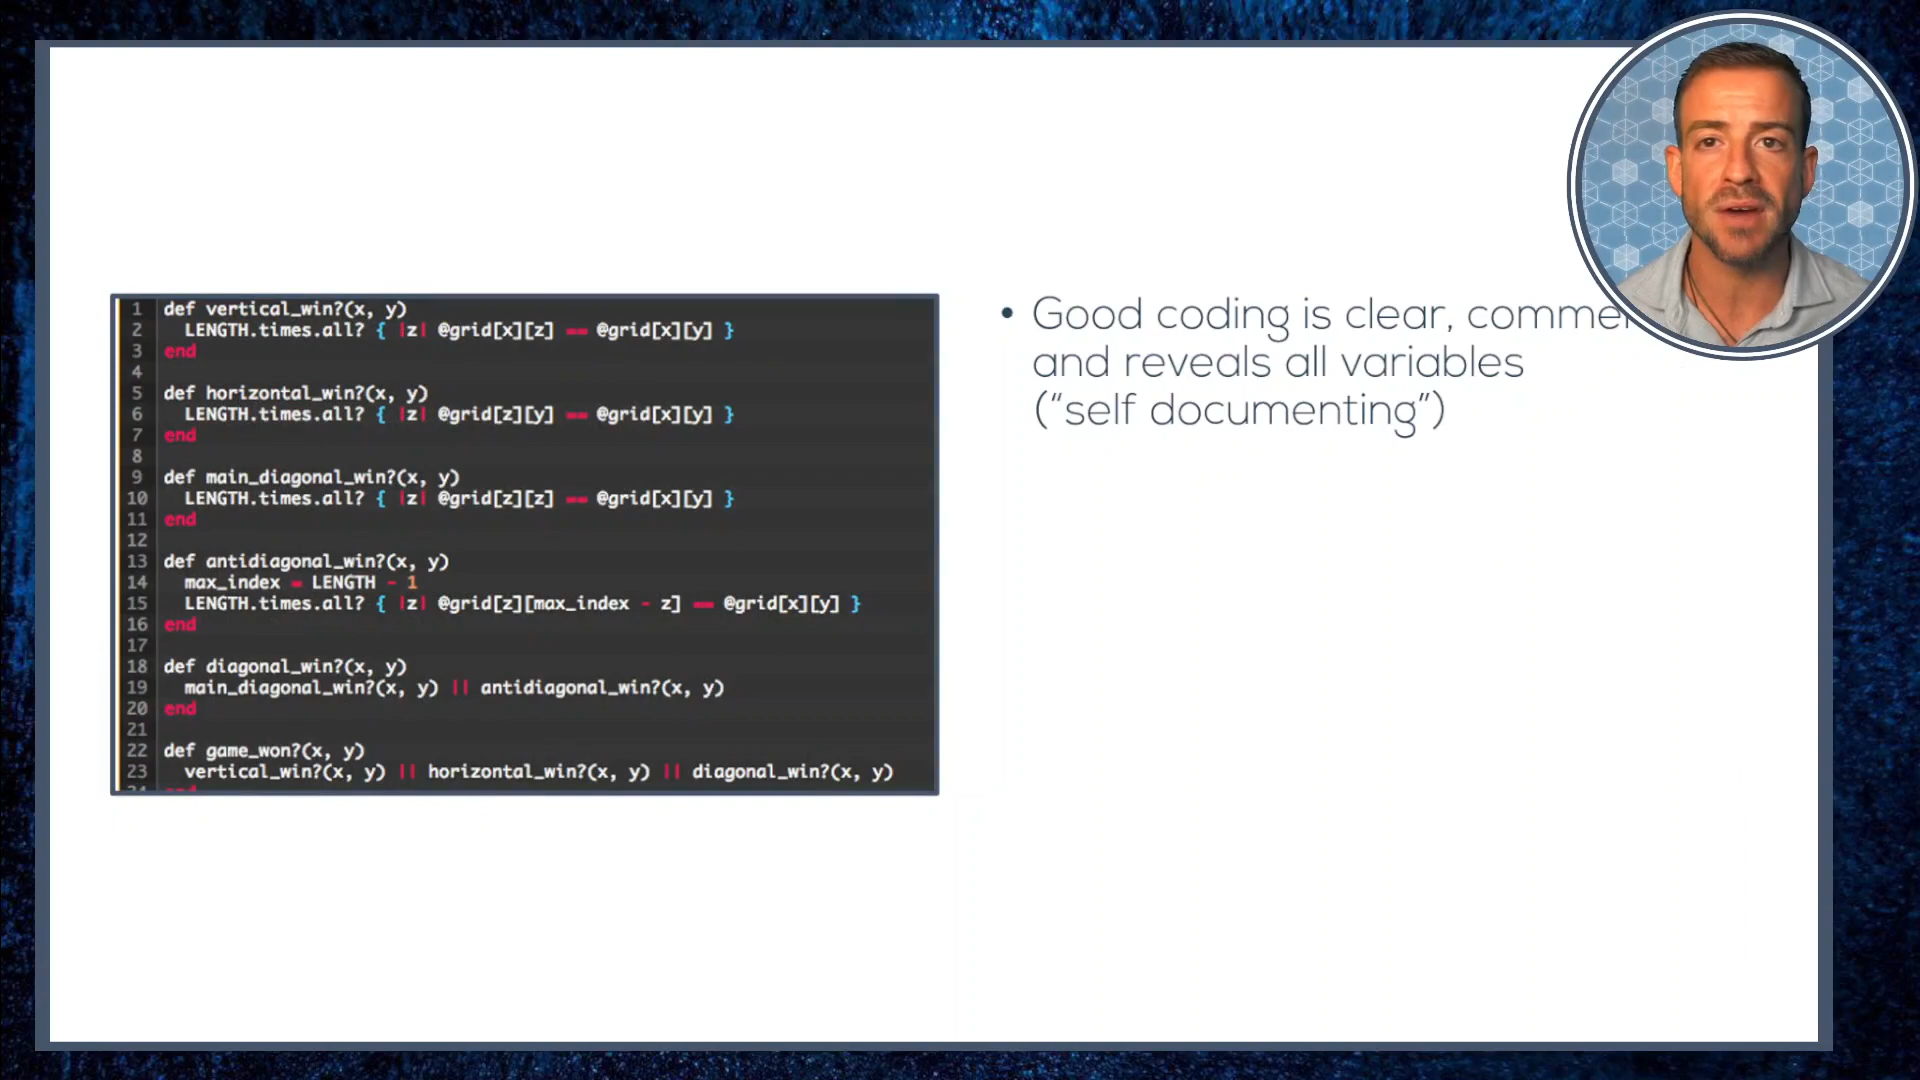 1 def vertical_win?(x, y)
2 LENGTH.times.all? { |z| @grid[x][z] == @grid[x][y] }
3 end
4
5 def horizontal_win?(x, y)
6 LENGTH.times.all? { |z| @grid[z][y] == @grid[x][y] }
7 end
8
9 def main_diagonal_win?(x, y)
10 LENGTH.times.all? { |z| @grid[z][z] == @grid[x][y] }
11 end
12
13 def antidiagonal_win?(x, y)
14 max_index = LENGTH - 1
15 LENGTH.times.all? { |z| @grid[z][max_index - z] == @grid[x][y] }
16 end
17
18 def diagonal_win?(x, y)
19 main_diagonal_win?(x, y) || antidiagonal_win?(x, y)
20 end
21
22 def game_won?(x, y)
23 vertical_win?(x, y) || horizontal_win?(x, y) || diagonal_win?(x, y)
• Good coding is clear,
and reveals all variables
(“self documenting”)